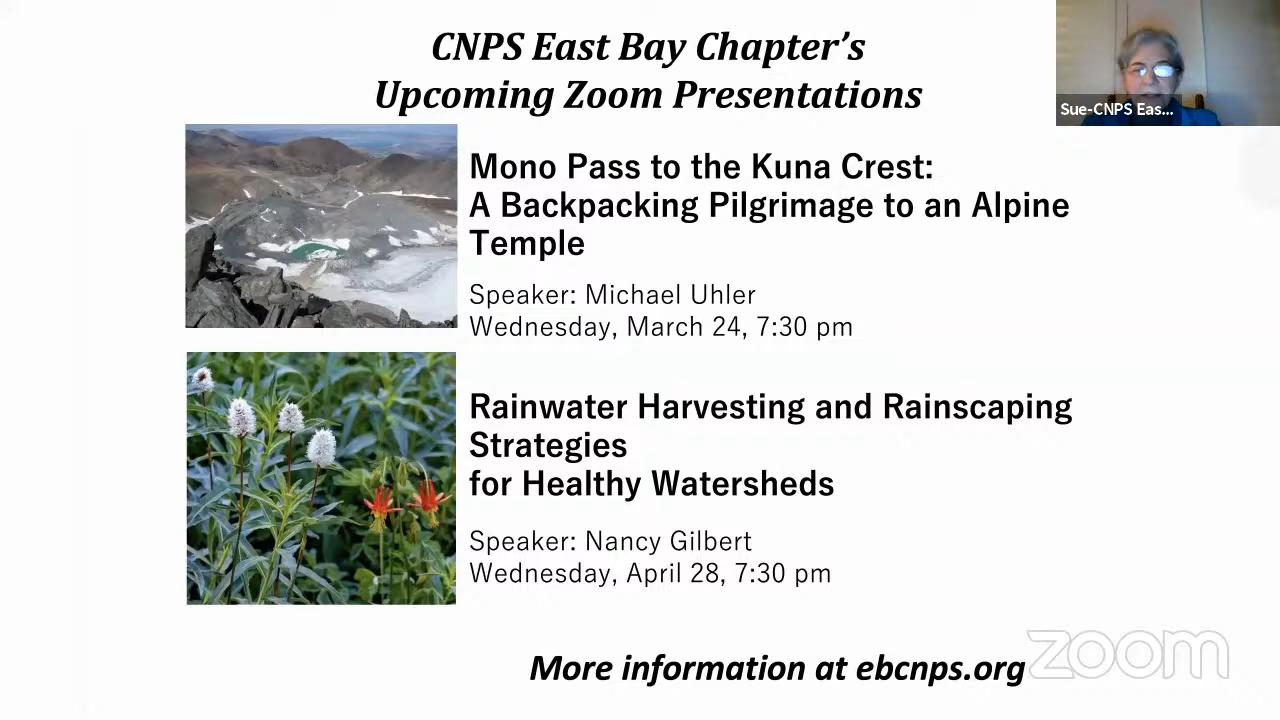 CNPS East Bay Chapter's
Upcoming Zoom Presentations
Sue-CNPS Eas...
Mono Pass to the Kuna Crest:
A Backpacking Pilgrimage to an Alpine
Temple
Speaker: Michael Uhler
Wednesday, March 24, 7:30 pm
Rainwater Harvesting and Rainscaping
Strategies
for Healthy Watersheds
Speaker: Nancy Gilbert
Wednesday, April 28, 7:30 pm
More information at ebcnps.org
zoom